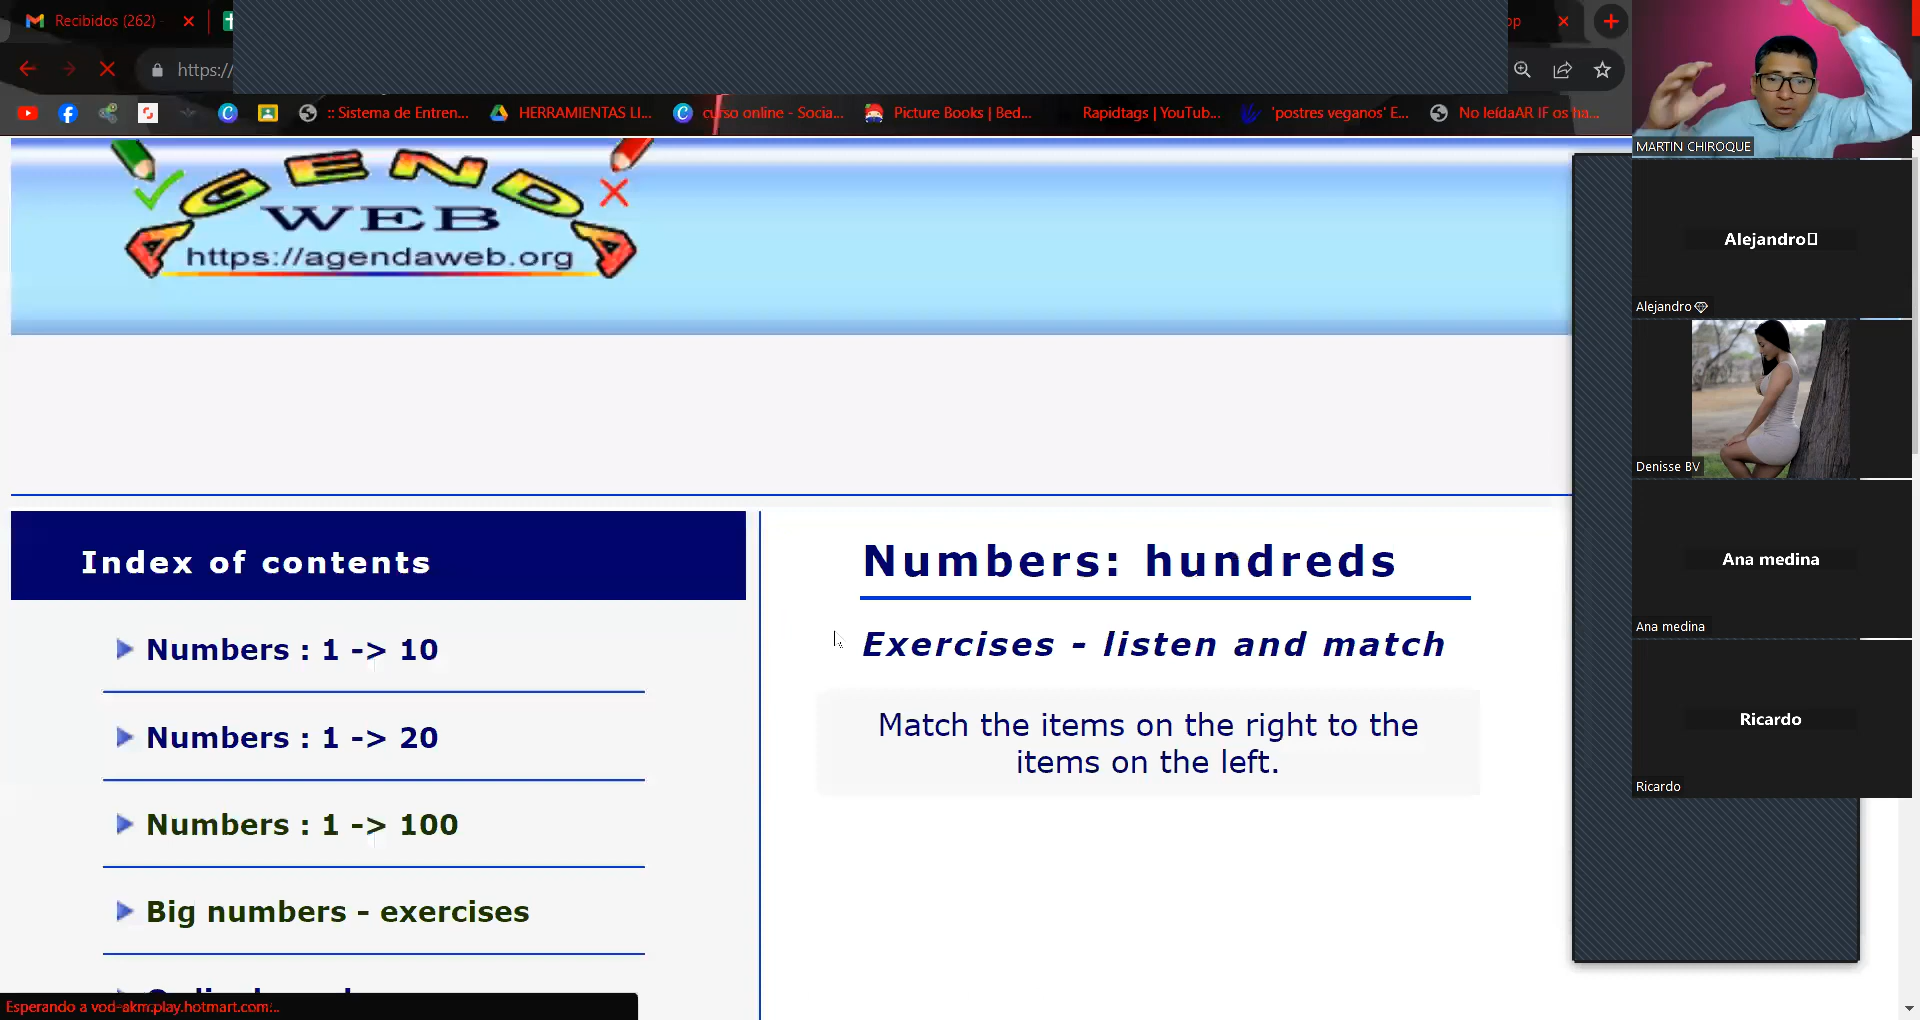 Recibidos (262)
https://
:: Sistema de Entren...
HERRAMIENTAS LI...
curso online - Socia...
Picture Books | Bed...
Rapidtags | YouTub...
'postres veganos' E...
No leídaAR IF os ha...
MARTIN CHIROQUE
AGENDA
WEB
https://agendaweb.org
Alejandro
Alejandro
Denisse BV
Ana medina
Ana medina
Ricardo
Ricardo
Index of contents
Numbers : 1 -> 10
Numbers : 1 -> 20
Numbers : 1 -> 100
Big numbers - exercises
Numbers: hundreds
Exercises - listen and match
Match the items on the right to the
items on the left.
Esperando a vod-akm.play.hotmart.com...